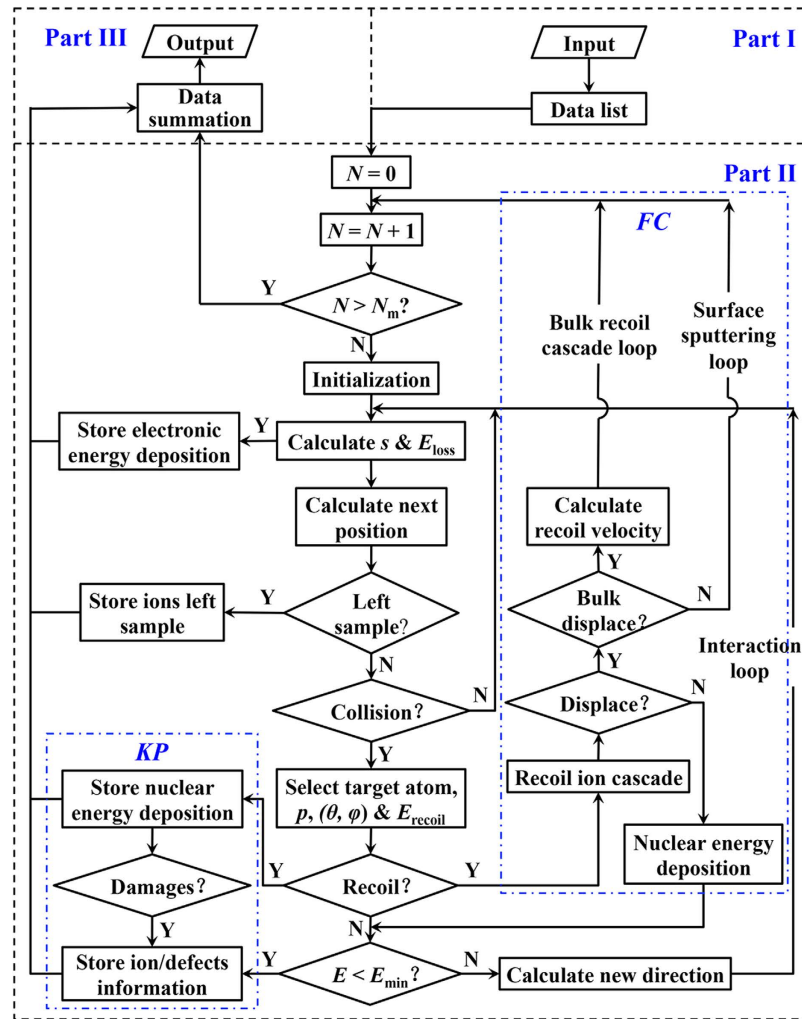 Part III
Output
Input
Part I
Data
summation
Data list
N = 0
Part II
FC
N = N + 1
Y
N > Nₘ?
N
Bulk recoil
cascade loop
Surface
sputtering
loop
Initialization
Store electronic
energy deposition
Y
Calculate s & Eₗₒₛₛ
Calculate next
position
Calculate
recoil velocity
Y
Store ions left
sample
Y
Left
sample?
N
Bulk
displace?
N
Y
Interaction
loop
Collision?
N
Y
Displace?
N
KP
Store nuclear
energy deposition
Select target atom,
p, (θ, φ) & E_recoil
Recoil ion cascade
Damages?
Y
Y
Recoil?
Y
N
Nuclear energy
deposition
Store ion/defects
information
Y
E < E_min?
N
Calculate new direction